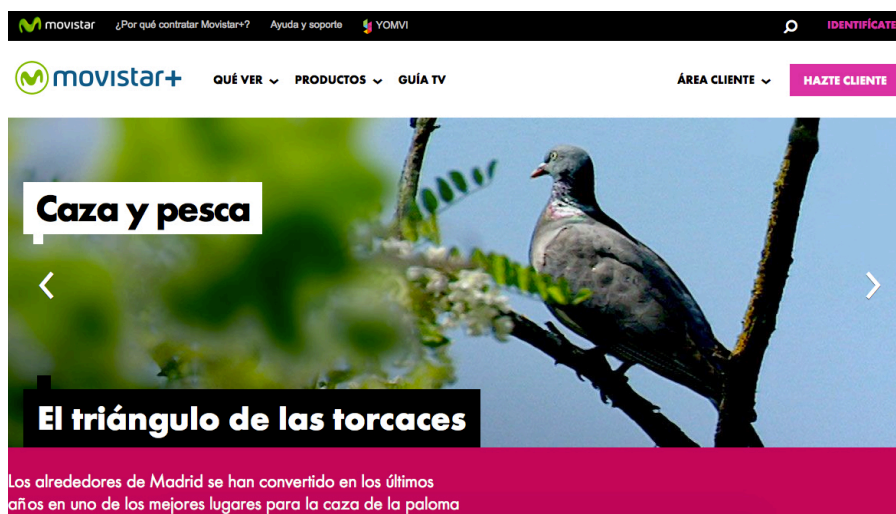 movistar ¿Por qué contratar Movistar+? Ayuda y soporte YOMVI IDENTIFÍCATE
movistar+ QUÉ VER PRODUCTOS GUÍA TV ÁREA CLIENTE HAZTE CLIENTE
Caza y pesca
El triángulo de las torcaces
Los alrededores de Madrid se han convertido en los últimos
años en uno de los mejores lugares para la caza de la paloma